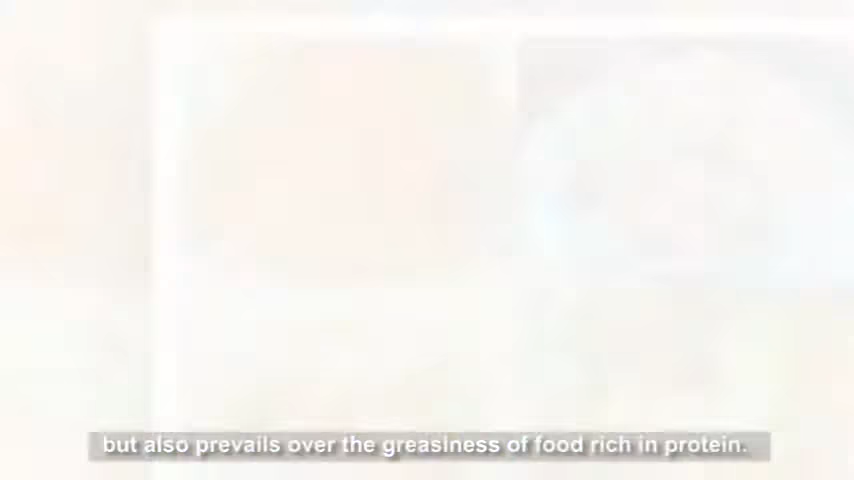 but also prevails over the greasiness of food rich in protein.